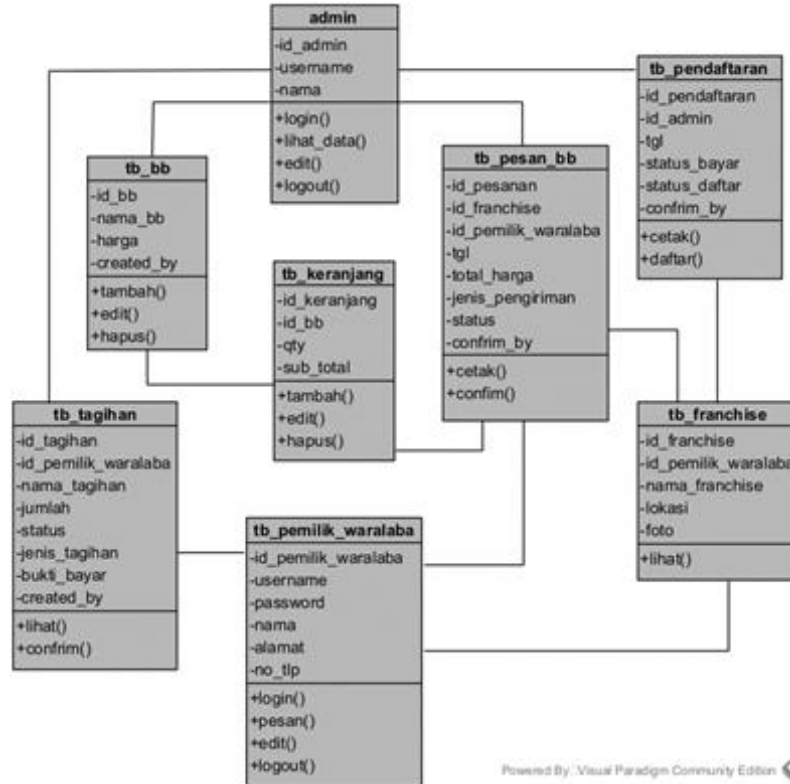 admin
-id_admin
-username
-nama
+login()
+lihat_data()
+edit()
+logout()
tb_pendaftaran
-id_pendaftaran
-id_admin
-tgl
-status_bayar
-status_daftar
-confrim_by
+cetak()
+daftar()
tb_bb
-id_bb
-nama_bb
-harga
-created_by
+tambah()
+edit()
+hapus()
tb_pesan_bb
-id_pesanan
-id_franchise
-id_pemilik_waralaba
-tgl
-total_harga
-jenis_pengiriman
-status
-confrim_by
+cetak()
+confim()
tb_keranjang
-id_keranjang
-id_bb
-qty
-sub_total
+tambah()
+edit()
+hapus()
tb_tagihan
-id_tagihan
-id_pemilik_waralaba
-nama_tagihan
-jumlah
-status
-jenis_tagihan
-bukti_bayar
-created_by
+lihat()
+confrim()
tb_franchise
-id_franchise
-id_pemilik_waralaba
-nama_franchise
-lokasi
-foto
+lihat()
tb_pemilik_waralaba
-id_pemilik_waralaba
-username
-password
-nama
-alamat
-no_tlp
+login()
+pesan()
+edit()
+logout()
Powered By: Visual Paradigm Community Edition